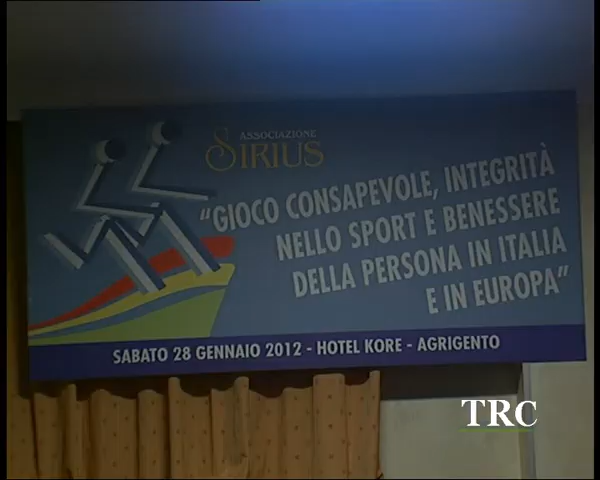 ASSOCIAZIONE
SIRIUS
"GIOCO CONSAPEVOLE, INTEGRITÀ
NELLO SPORT E BENESSERE
DELLA PERSONA IN ITALIA
E IN EUROPA"
SABATO 28 GENNAIO 2012 - HOTEL KORE - AGRIGENTO
TRC